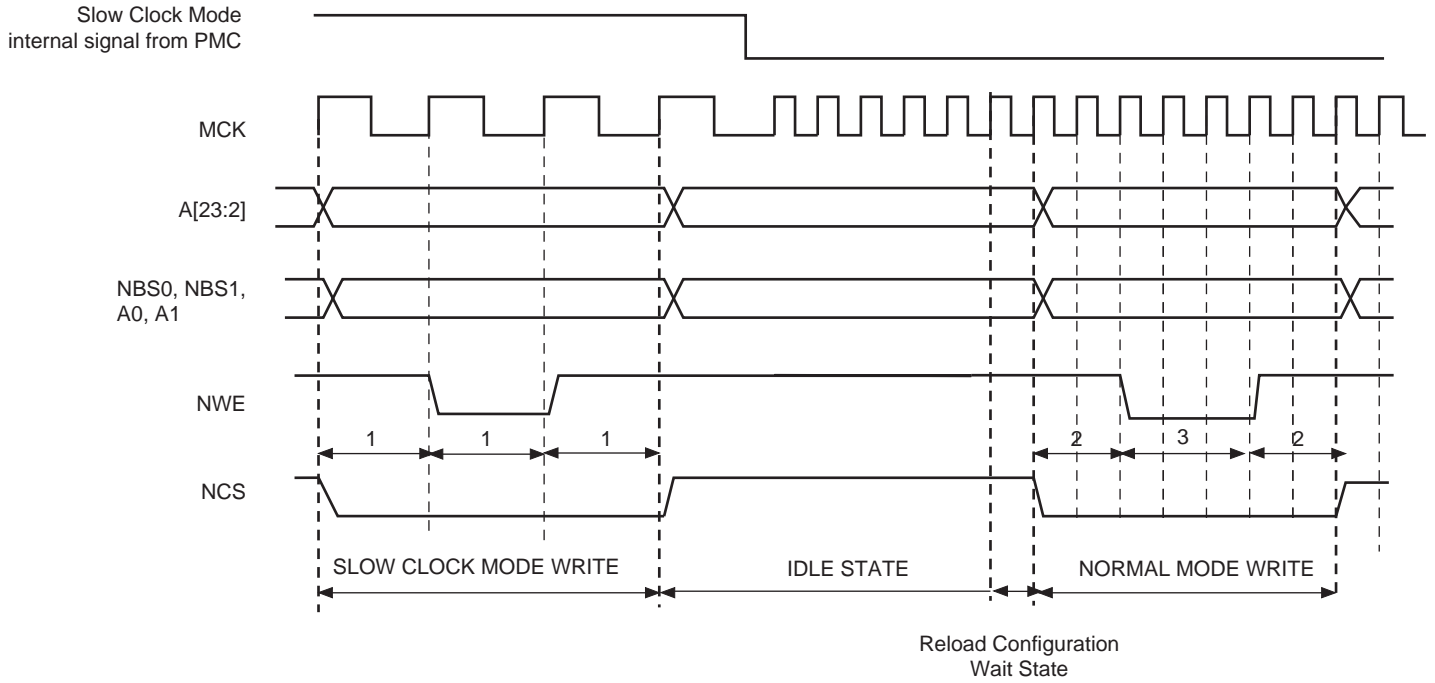 Slow Clock Mode
internal signal from PMC
MCK
A[23:2]
NBS0, NBS1,
A0, A1
NWE
1 1 1 2 3 2
NCS
SLOW CLOCK MODE WRITE IDLE STATE NORMAL MODE WRITE
Reload Configuration
Wait State